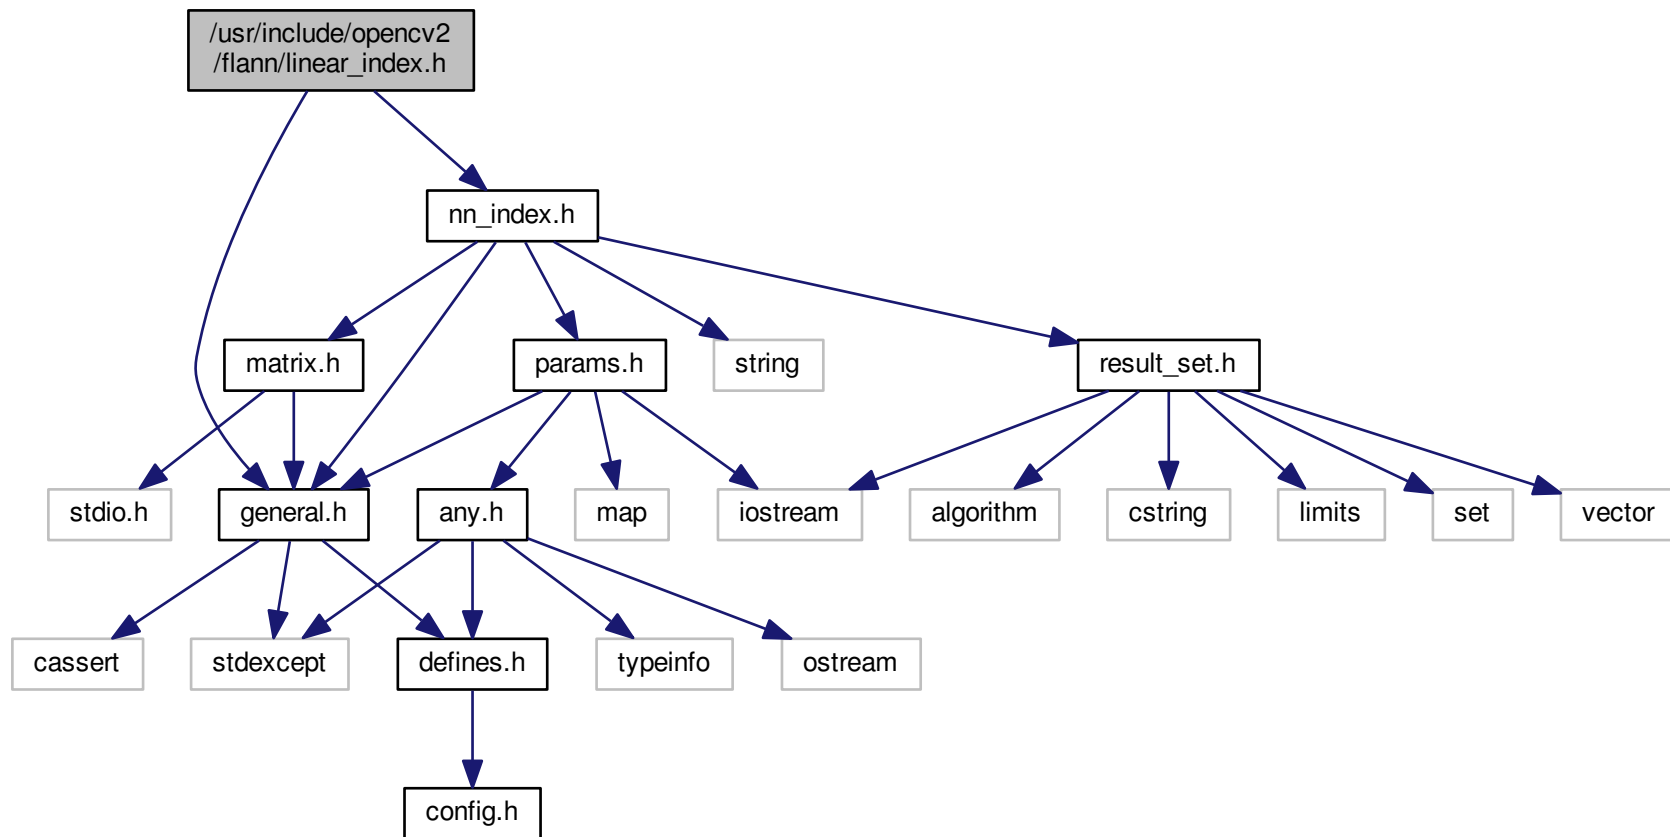 /usr/include/opencv2
/flann/linear_index.h
nn_index.h
matrix.h
params.h
string
result_set.h
stdio.h
general.h
any.h
map
iostream
algorithm
cstring
limits
set
vector
cassert
stdexcept
defines.h
typeinfo
ostream
config.h